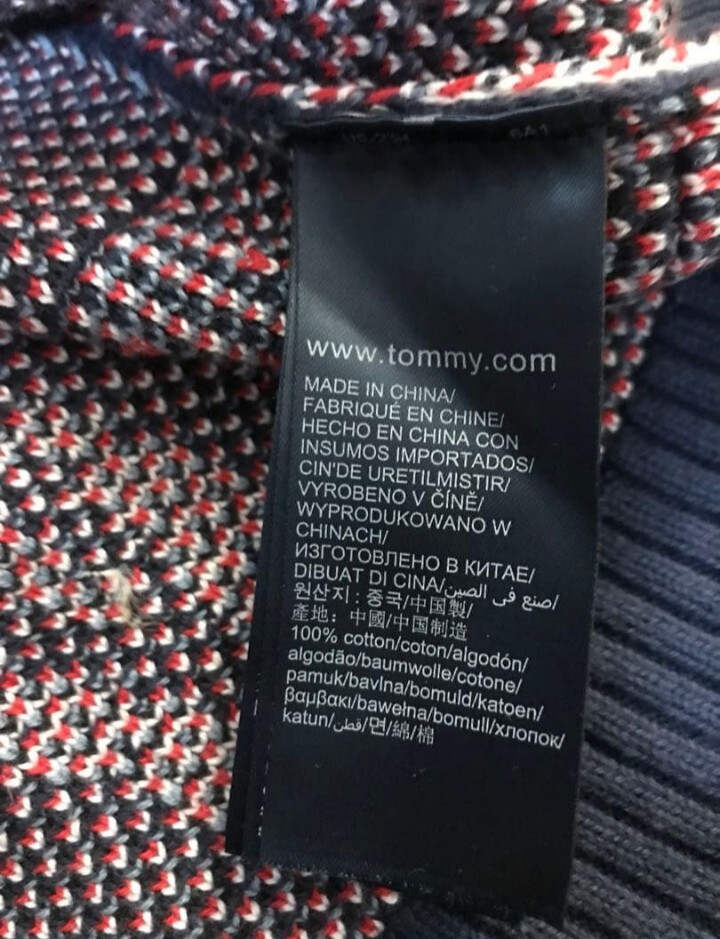 6A1
www.tommy.com
MADE IN CHINA/
FABRIQUÉ EN CHINE/
HECHO EN CHINA CON
INSUMOS IMPORTADOS/
CIN'DE URETILMISTIR/
VYROBENO V ČÍNĚ/
WYPRODUKOWANO W
CHINACH/
ИЗГОТОВЛЕНО В КИТАЕ/
DIBUAT DI CINA/صنع فى الصين/
원산지 : 중국/中国製/
產地：中國/中国制造
100% cotton/coton/algodón/
algodão/baumwolle/cotone/
pamuk/bavlna/bomuld/katoen/
βαμβακι/bawełna/bomull/хлопок/
katun/قطن/면/綿/棉